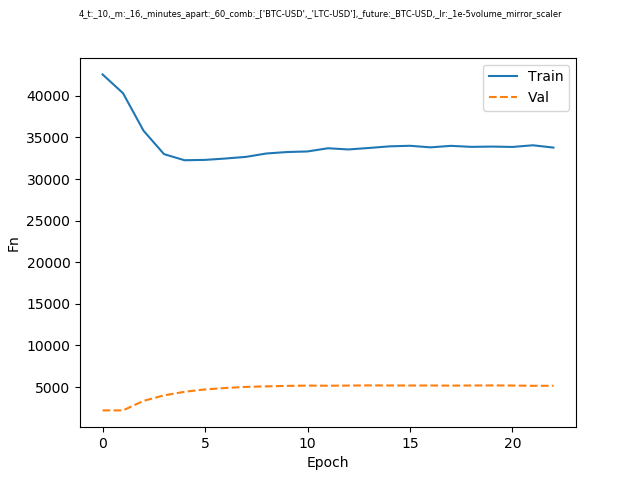 4_t:_10,_m:_16,_minutes_apart:_60_comb:_['BTC-USD',_'LTC-USD'],_future:_BTC-USD,_lr:_1e-5volume_mirror_scaler
Train
Val
40000
35000
30000
25000
20000
15000
10000
5000
Fn
0 5 10 15 20
Epoch